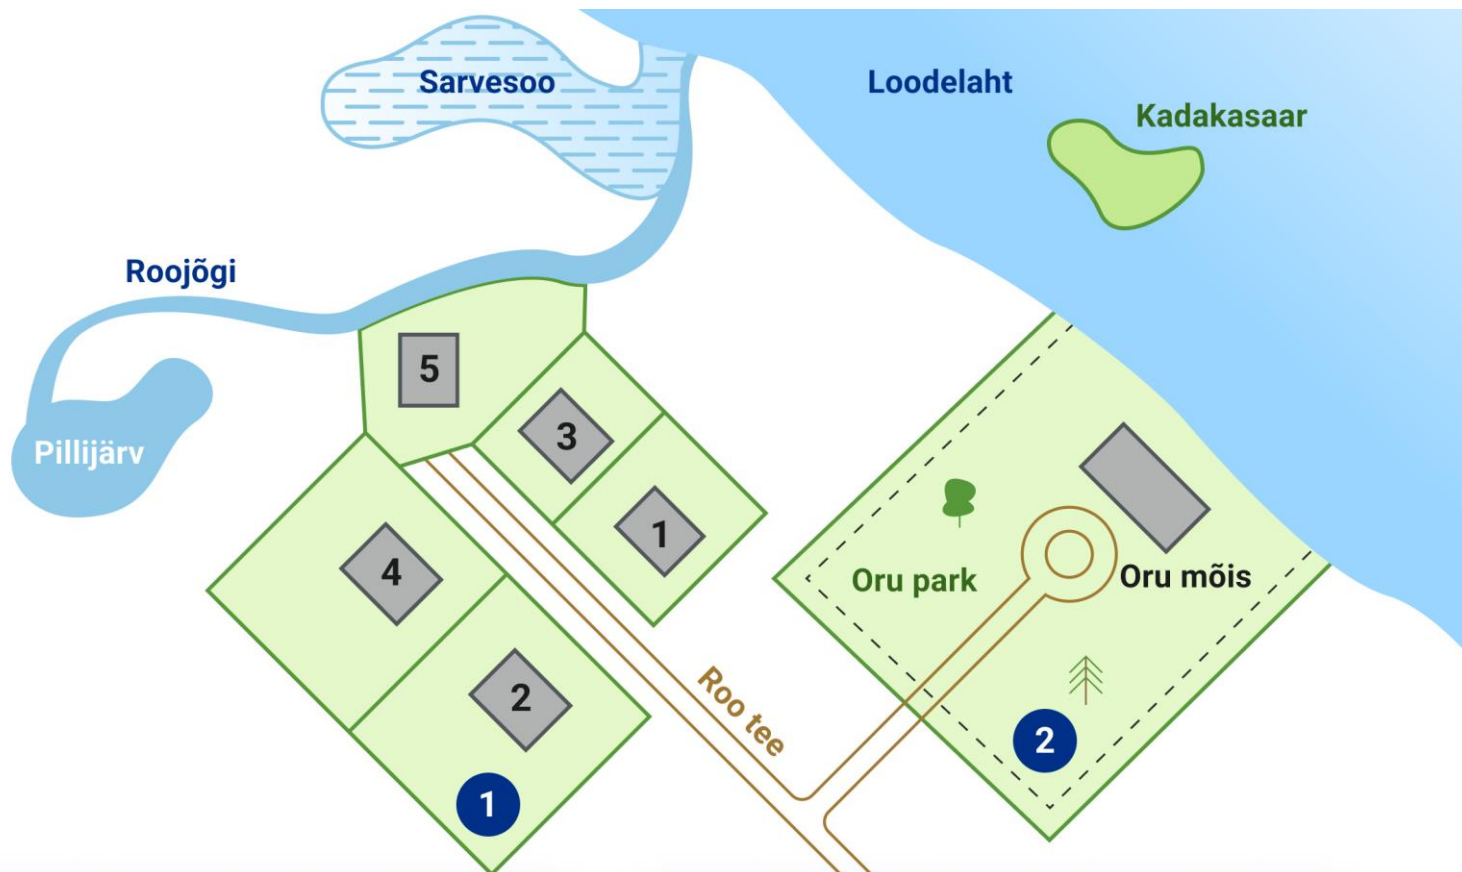 Sarvesoo
Loodelaht
Kadakasaar
Roojõgi
5
3
Pillijärv
1
4
Oru park
Oru mõis
2
Roo tee
2
1